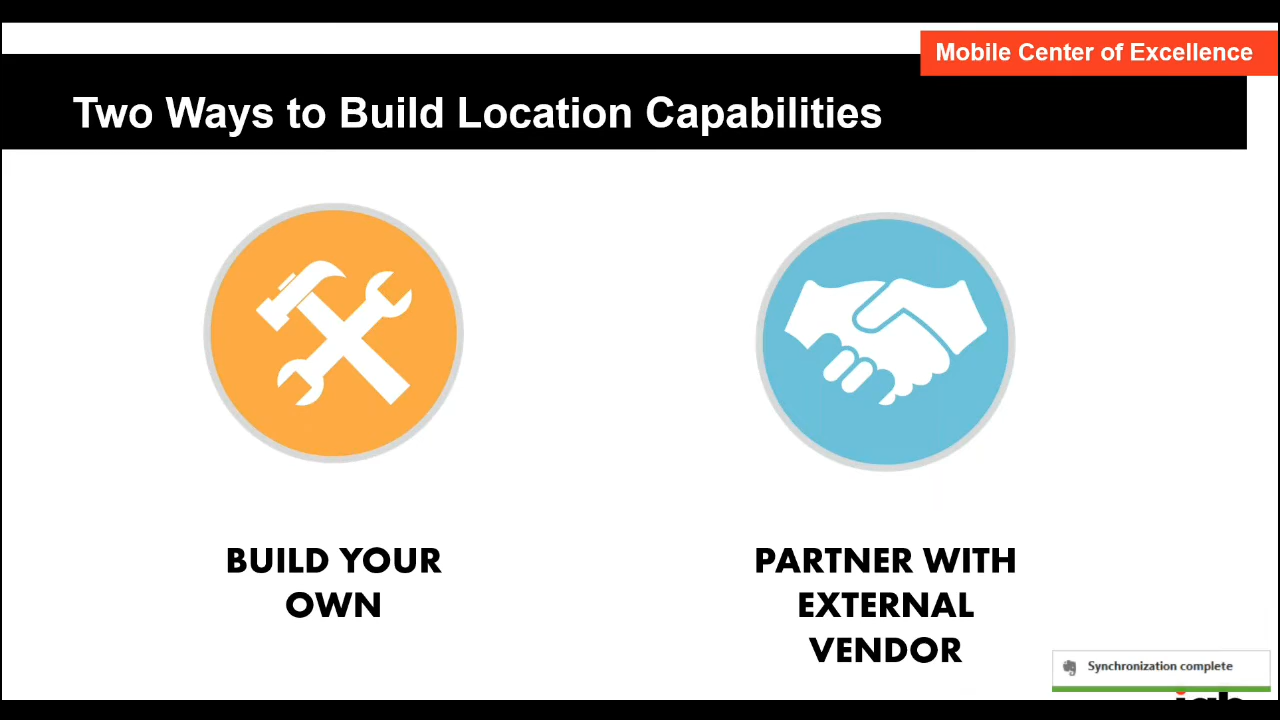 Mobile Center of Excellence
Two Ways to Build Location Capabilities
BUILD YOUR
OWN
PARTNER WITH
EXTERNAL
VENDOR
Synchronization complete